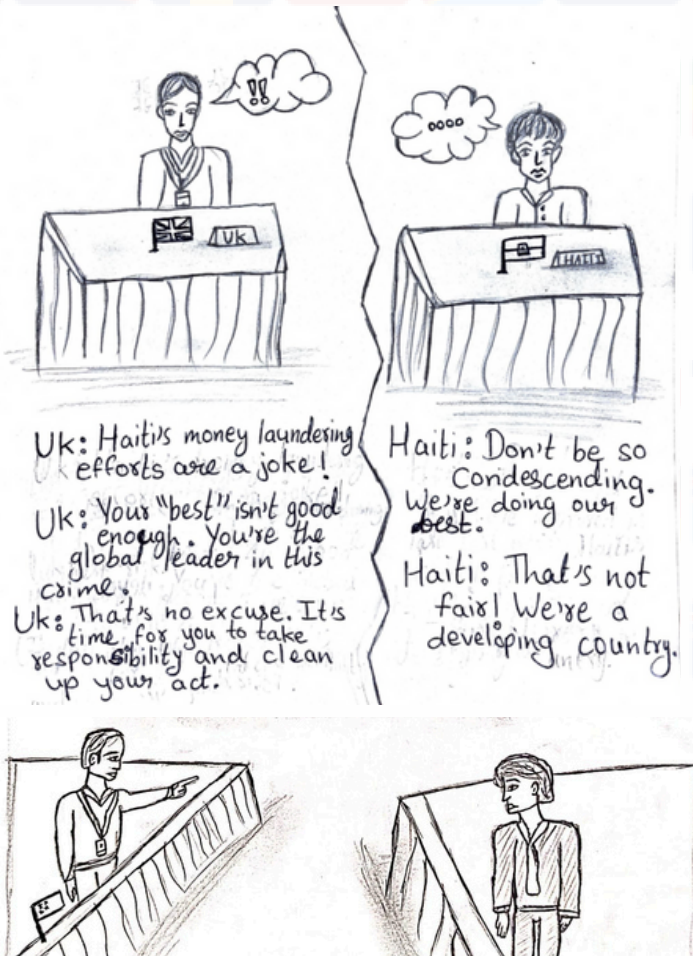 !!
UK
....
HAITI
Uk: Haiti's money laundering
efforts are a joke!
Uk: Your "best" isn't good
enough. You're the
global leader in this
crime.
Uk: That's no excuse. It's
time for you to take
responsibility and clean
up your act.
Haiti: Don't be so
Condescending.
We're doing our
best.
Haiti: That's not
fair! We're a
developing country.